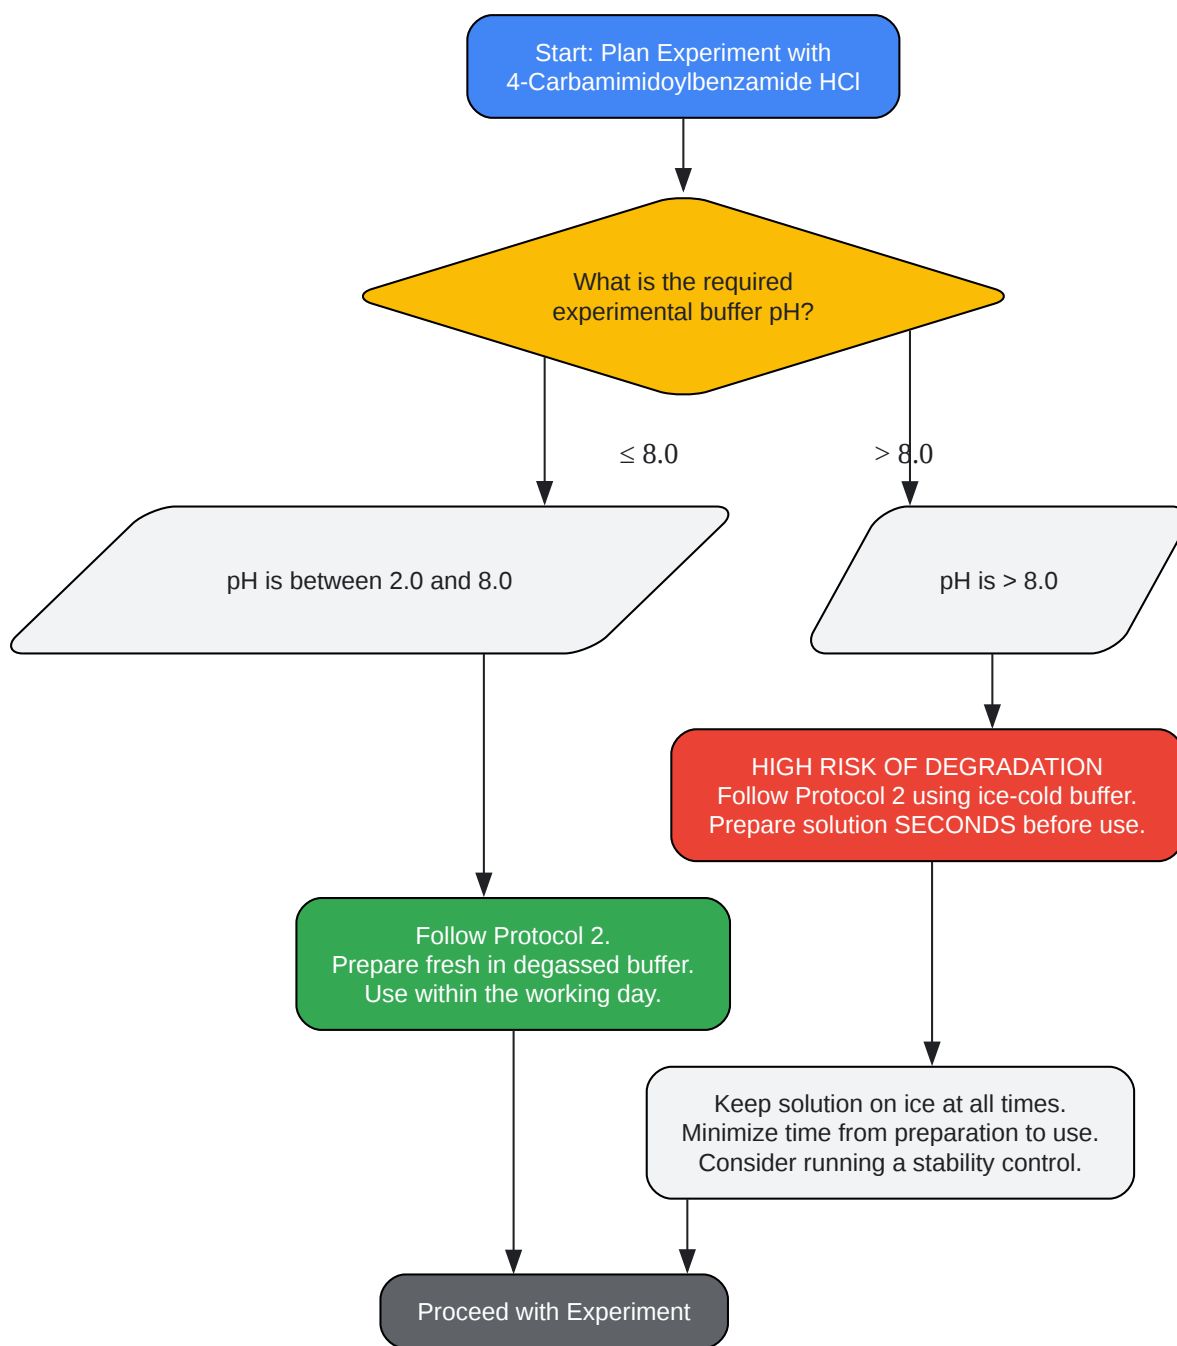 Start: Plan Experiment with
4-Carbamimidoylbenzamide HCl
What is the required
experimental buffer pH?
≤ 8.0
> 8.0
pH is between 2.0 and 8.0
pH is > 8.0
HIGH RISK OF DEGRADATION
Follow Protocol 2 using ice-cold buffer.
Prepare solution SECONDS before use.
Follow Protocol 2.
Prepare fresh in degassed buffer.
Use within the working day.
Keep solution on ice at all times.
Minimize time from preparation to use.
Consider running a stability control.
Proceed with Experiment